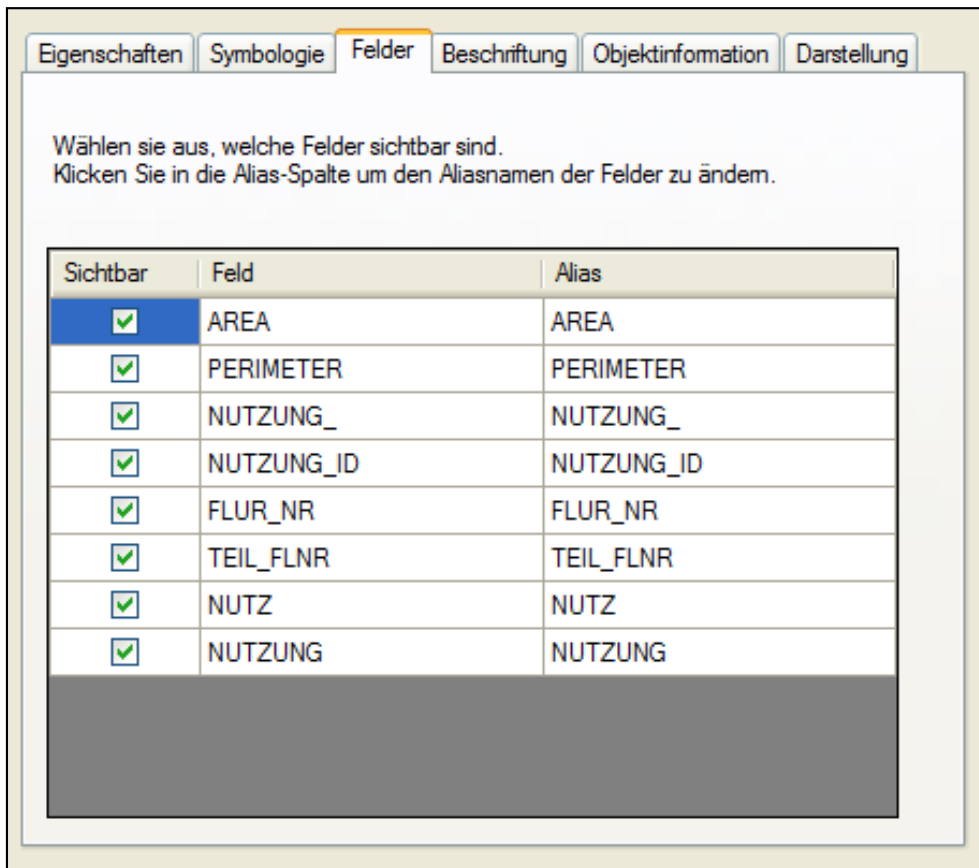 Eigenschaften Symbologie Felder Beschriftung Objektinformation Darstellung
Wählen sie aus, welche Felder sichtbar sind.
Klicken Sie in die Alias-Spalte um den Aliasnamen der Felder zu ändern.
Sichtbar Feld Alias
AREA AREA
PERIMETER PERIMETER
NUTZUNG_ NUTZUNG_
NUTZUNG_ID NUTZUNG_ID
FLUR_NR FLUR_NR
TEIL_FLNR TEIL_FLNR
NUTZ NUTZ
NUTZUNG NUTZUNG